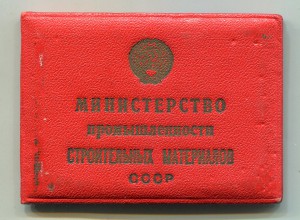 МИНИСТЕРСТВО
промышленности
СТРОИТЕЛЬНЫХ МАТЕРИАЛОВ
СССР